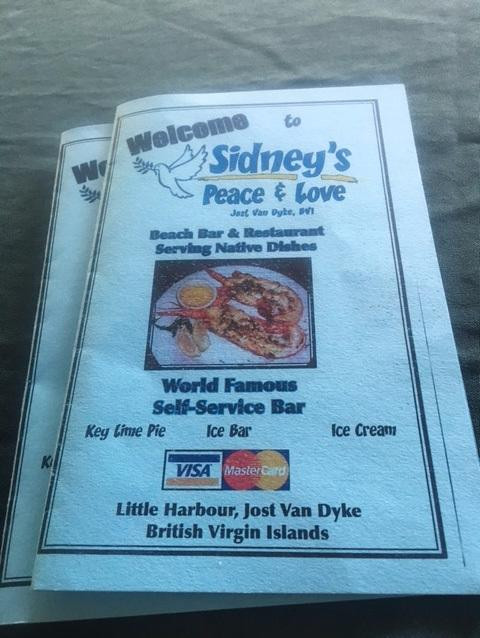 Welcome to
Sidney's
Peace & Love
Jost Van Dyke, BVI
Beach Bar & Restaurant
Serving Native Dishes
World Famous
Self-Service Bar
Key Lime Pie Ice Bar Ice Cream
VISA MasterCard
Little Harbour, Jost Van Dyke
British Virgin Islands
We
K